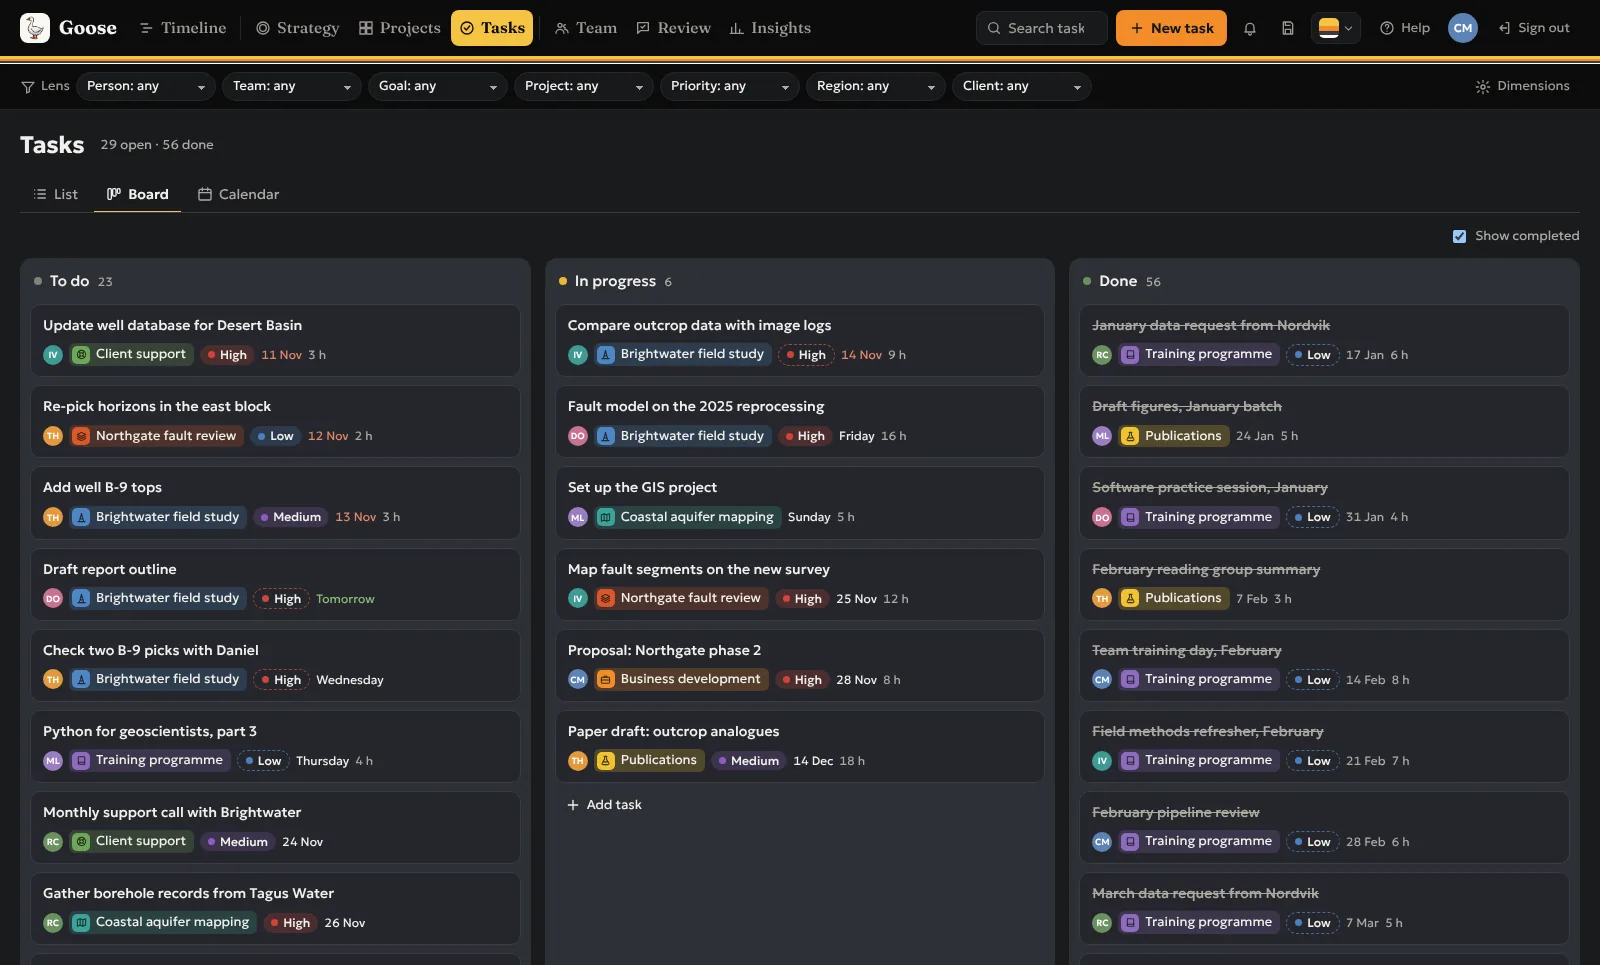 Goose
Timeline
Strategy
Projects
Tasks
Team
Review
Insights
Search task
New task
Help
CM
Sign out
Lens
Person: any
Team: any
Goal: any
Project: any
Priority: any
Region: any
Client: any
Dimensions
Tasks
29 open · 56 done
List
Board
Calendar
Show completed
To do 23
Update well database for Desert Basin
IV Client support High 11 Nov 3 h
Re-pick horizons in the east block
TH Northgate fault review Low 12 Nov 2 h
Add well B-9 tops
TH Brightwater field study Medium 13 Nov 3 h
Draft report outline
DO Brightwater field study High Tomorrow
Check two B-9 picks with Daniel
TH Brightwater field study High Wednesday
Python for geoscientists, part 3
ML Training programme Low Thursday 4 h
Monthly support call with Brightwater
RC Client support Medium 24 Nov
Gather borehole records from Tagus Water
RC Coastal aquifer mapping High 26 Nov
In progress 6
Compare outcrop data with image logs
IV Brightwater field study High 14 Nov 9 h
Fault model on the 2025 reprocessing
DO Brightwater field study High Friday 16 h
Set up the GIS project
ML Coastal aquifer mapping Sunday 5 h
Map fault segments on the new survey
IV Northgate fault review High 25 Nov 12 h
Proposal: Northgate phase 2
CM Business development High 28 Nov 8 h
Paper draft: outcrop analogues
TH Publications Medium 14 Dec 18 h
Add task
Done 56
January data request from Nordvik
RC Training programme Low 17 Jan 6 h
Draft figures, January batch
ML Publications 24 Jan 5 h
Software practice session, January
DO Training programme Low 31 Jan 4 h
February reading group summary
TH Publications 7 Feb 3 h
Team training day, February
CM Training programme Low 14 Feb 8 h
Field methods refresher, February
IV Training programme Low 21 Feb 7 h
February pipeline review
CM Training programme Low 28 Feb 6 h
March data request from Nordvik
RC Training programme Low 7 Mar 5 h